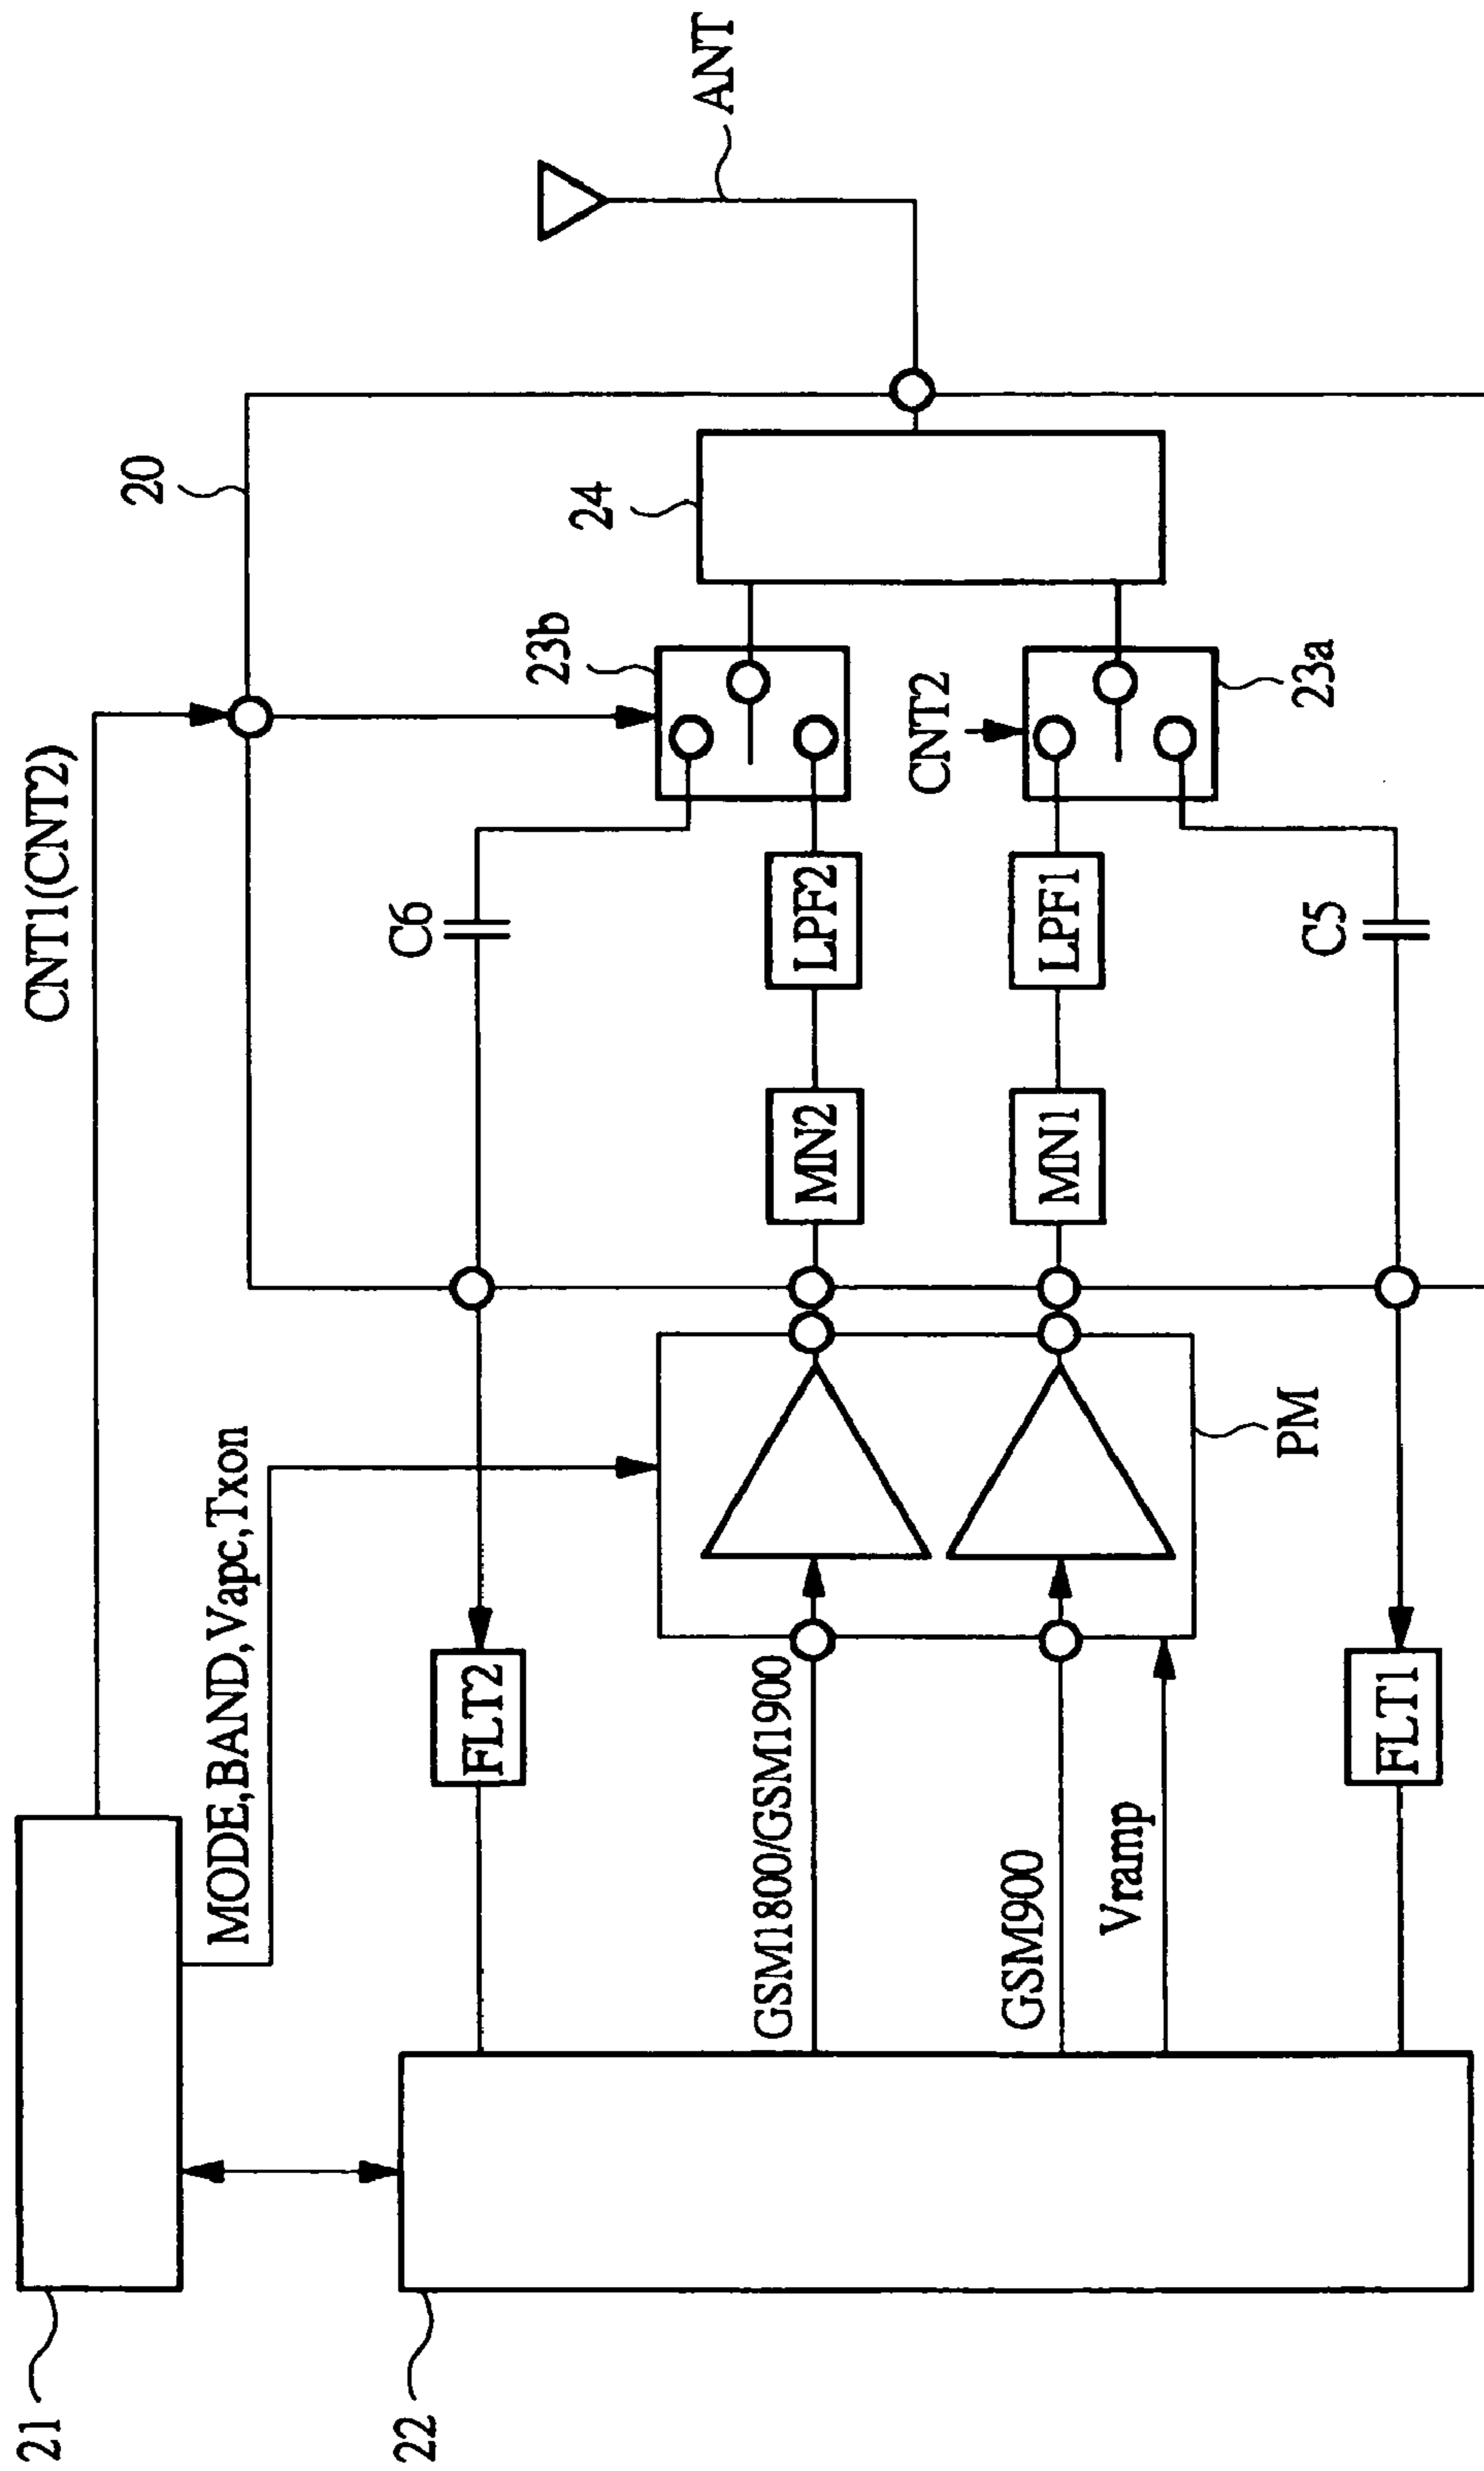 21
22
CNT1(CNT2)
MODE,BAND,Vapc,Txon
20
ANT
FLT2
C6
23b
24
GSM1800/GSM1900
MN2
LPF2
CNT2
GSM900
MN1
LPF1
Vramp
PM
23a
FLT1
C5